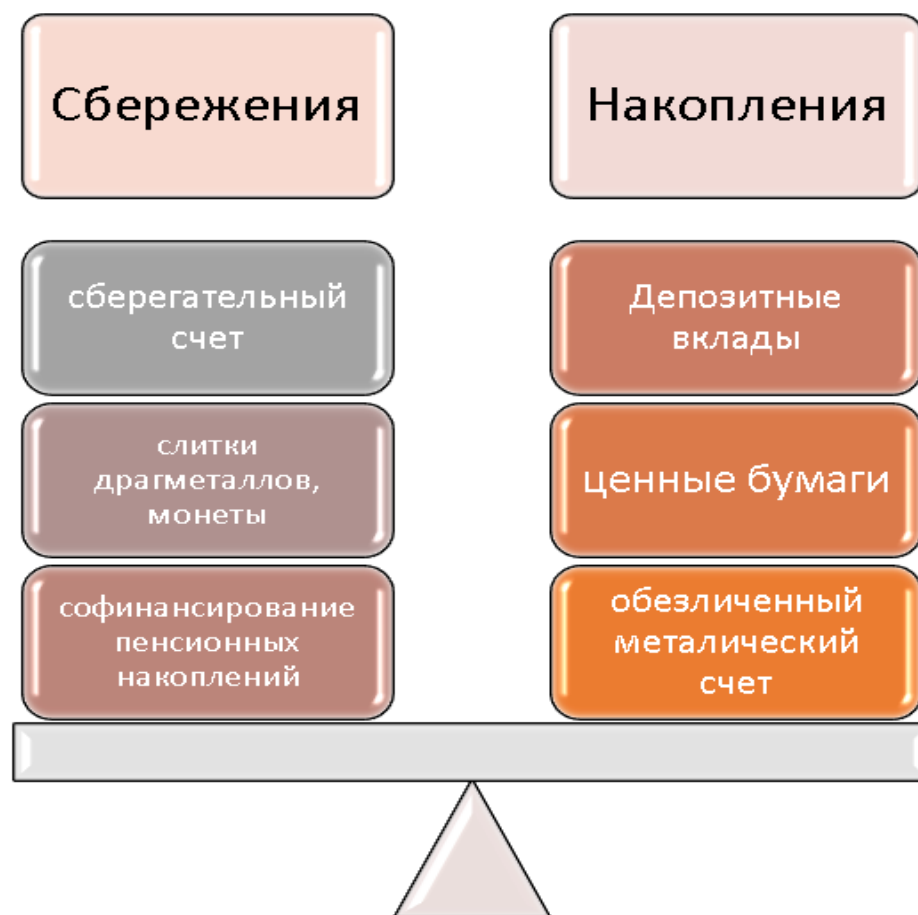 Сбережения
сберегательный
счет
слитки
драгметаллов,
монеты
софинансирование
пенсионных
накоплений
Накопления
Депозитные
вклады
ценные бумаги
обезличенный
металический
счет